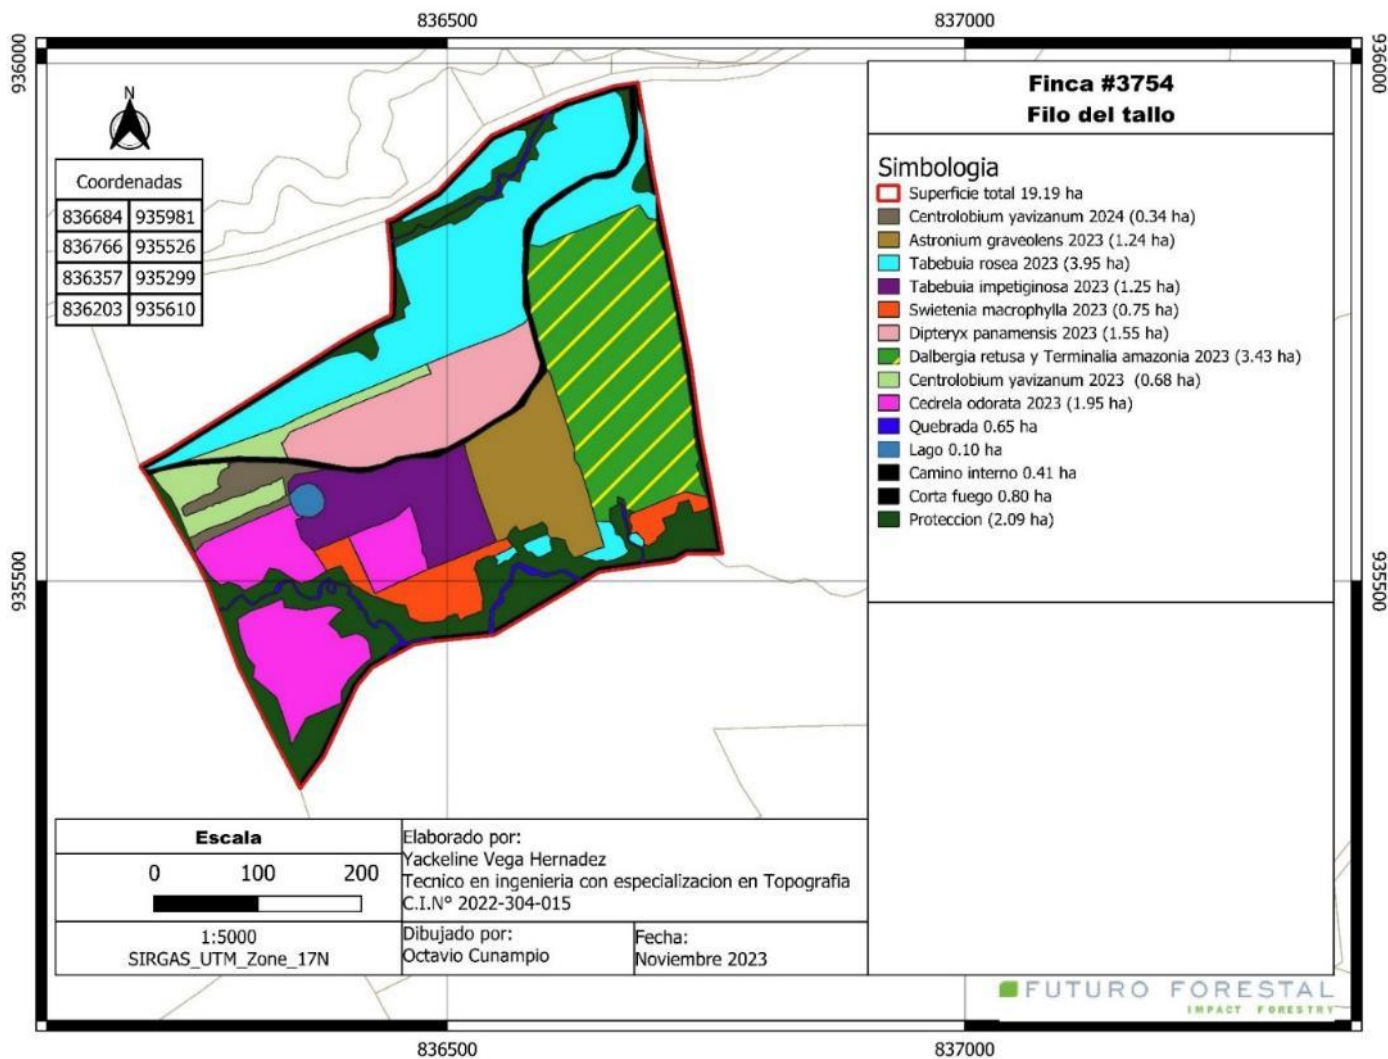 836500
837000
936000
936000
N
Coordenadas
836684 935981
836766 935526
836357 935299
836203 935610
Finca #3754
Filo del tallo
Simbologia
Superficie total 19.19 ha
Centrolobium yavizanum 2024 (0.34 ha)
Astronium graveolens 2023 (1.24 ha)
Tabebuia rosea 2023 (3.95 ha)
Tabebuia impetiginosa 2023 (1.25 ha)
Swietenia macrophylla 2023 (0.75 ha)
Dipteryx panamensis 2023 (1.55 ha)
Dalbergia retusa y Terminalia amazonia 2023 (3.43 ha)
Centrolobium yavizanum 2023 (0.68 ha)
Cedrela odorata 2023 (1.95 ha)
Quebrada 0.65 ha
Lago 0.10 ha
Camino interno 0.41 ha
Corta fuego 0.80 ha
Proteccion (2.09 ha)
935500
935500
Escala
0 100 200
1:5000
SIRGAS_UTM_Zone_17N
Elaborado por:
Yackeline Vega Hernadez
Tecnico en ingenieria con especializacion en Topografia
C.I.N° 2022-304-015
Dibujado por:
Octavio Cunampio
Fecha:
Noviembre 2023
FUTURO FORESTAL
IMPACT FORESTRY
836500
837000